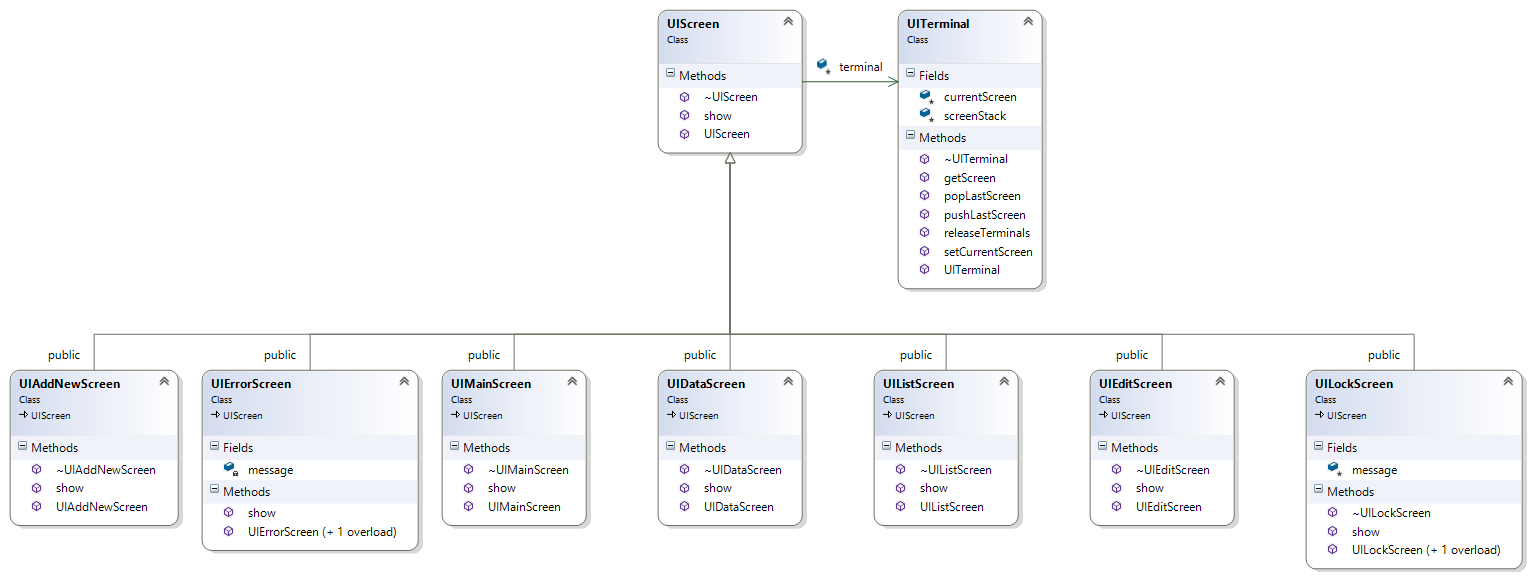 UIScreen
Class
Methods
~UIScreen
show
UIScreen
terminal
UITerminal
Class
Fields
currentScreen
screenStack
Methods
~UITerminal
getScreen
popLastScreen
pushLastScreen
releaseTerminals
setCurrentScreen
UITerminal
public
UIAddNewScreen
Class
UIScreen
Methods
~UIAddNewScreen
show
UIAddNewScreen
public
UIErrorScreen
Class
UIScreen
Fields
message
Methods
show
UIErrorScreen (+ 1 overload)
public
UIMainScreen
Class
UIScreen
Methods
~UIMainScreen
show
UIMainScreen
public
UIDataScreen
Class
UIScreen
Methods
~UIDataScreen
show
UIDataScreen
public
UIListScreen
Class
UIScreen
Methods
~UIListScreen
show
UIListScreen
public
UIEditScreen
Class
UIScreen
Methods
~UIEditScreen
show
UIEditScreen
public
UILockScreen
Class
UIScreen
Fields
message
Methods
~UILockScreen
show
UILockScreen (+ 1 overload)